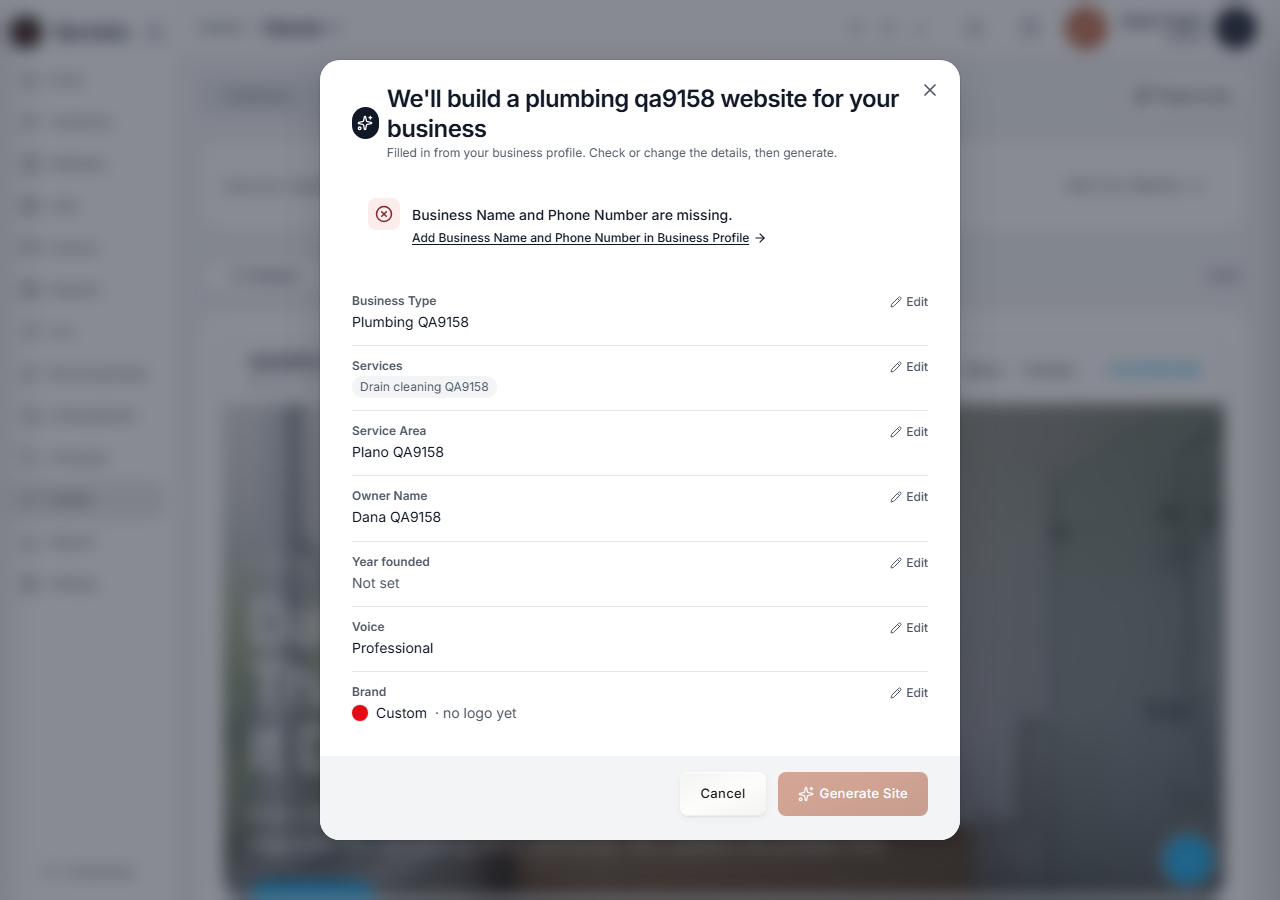 We'll build a plumbing qa9158 website for your
business
Filled in from your business profile. Check or change the details, then generate.
Business Name and Phone Number are missing.
Add Business Name and Phone Number in Business Profile →
Business Type
Edit
Plumbing QA9158
Services
Edit
Drain cleaning QA9158
Service Area
Edit
Plano QA9158
Owner Name
Edit
Dana QA9158
Year founded
Edit
Not set
Voice
Edit
Professional
Brand
Edit
Custom · no logo yet
Cancel
Generate Site